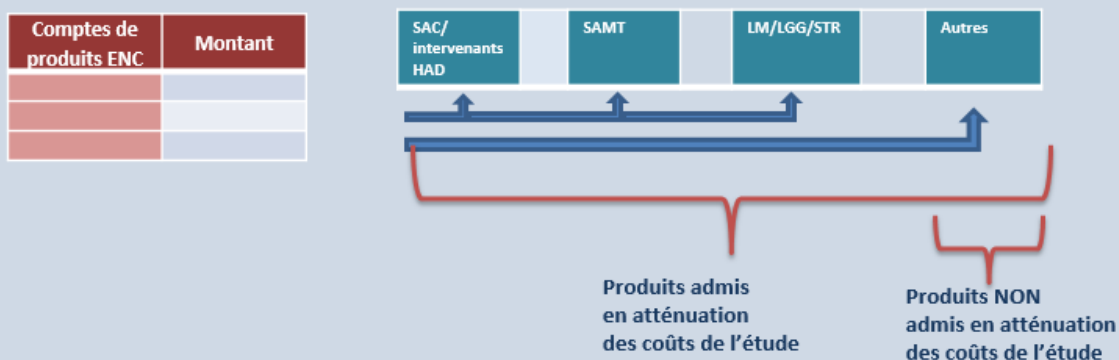 Comptes de
produits ENC
Montant
SAC/
intervenants
HAD
SAMT
LM/LGG/STR
Autres
Produits admis
en atténuation
des coûts de l'étude
Produits NON
admis en atténuation
des coûts de l'étude